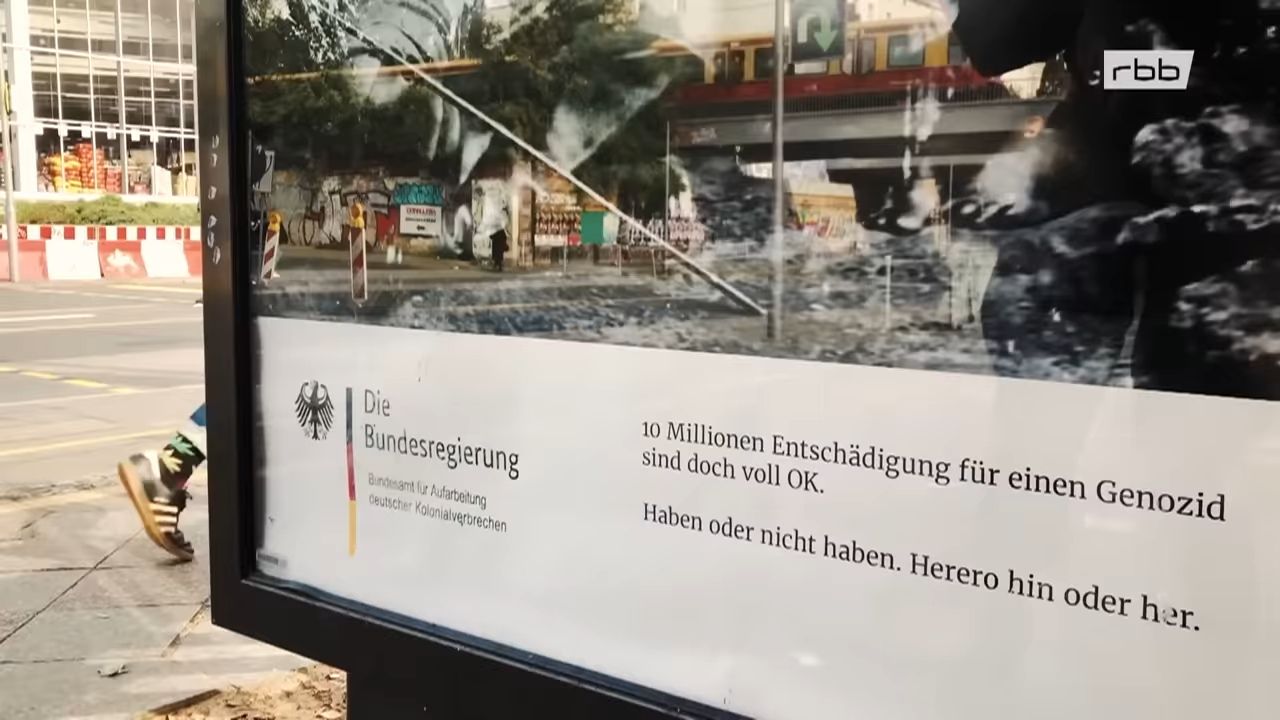 rbb
Die
Bundesregierung
Bundesamt für Aufarbeitung
deutscher Kolonialverbrechen
10 Millionen Entschädigung für einen Genozid
sind doch voll OK.
Haben oder nicht haben. Herero hin oder her.